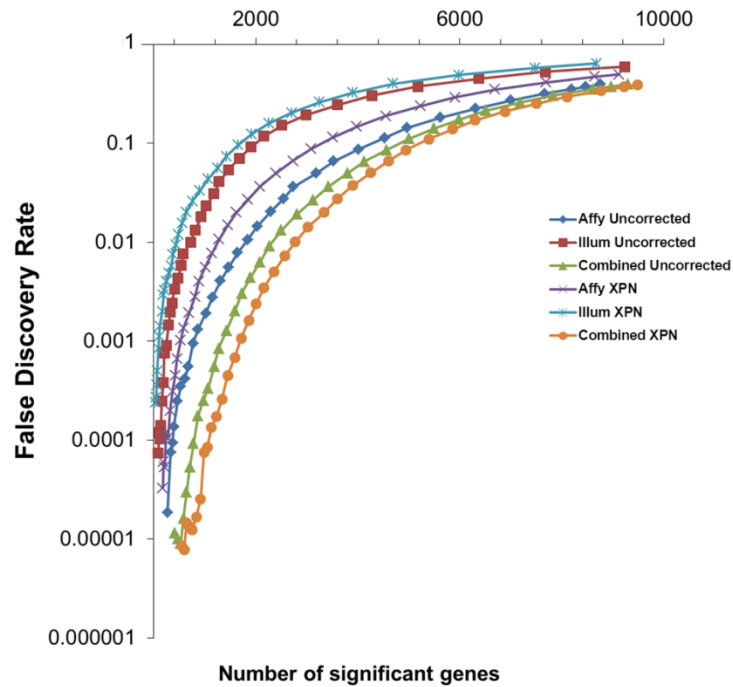 2000 6000 10000
1
0.1
0.01
0.001
0.0001
0.00001
0.000001
False Discovery Rate
Affy Uncorrected
Illum Uncorrected
Combined Uncorrected
Affy XPN
Illum XPN
Combined XPN
Number of significant genes